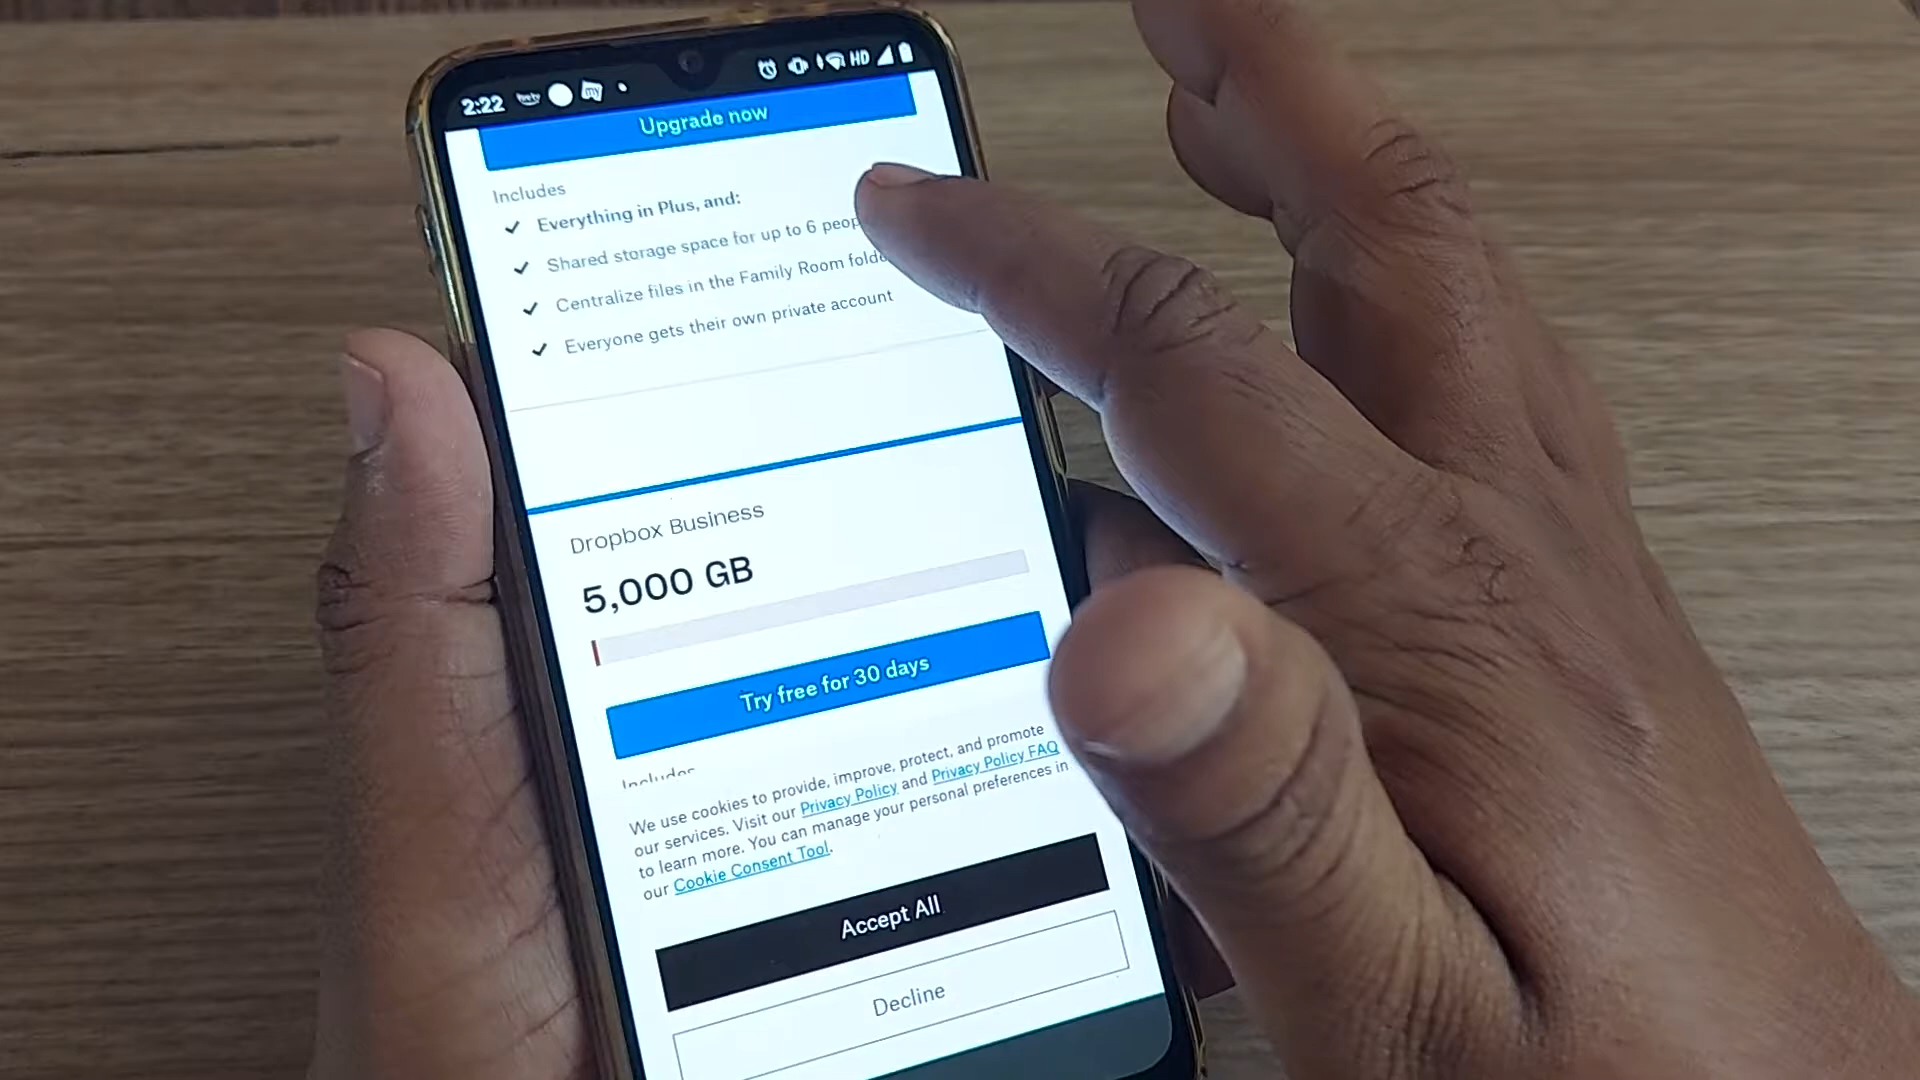 2:22 HD
Upgrade now
Includes
Everything in Plus, and:
Shared storage space for up to 6
Centralize files in the Family Room
Everyone gets their own private account
Dropbox Business
5,000 GB
Try free for 30 days
Includes
We use cookies to provide, improve, protect, and promote
our services. Visit our Privacy Policy and Privacy Policy FAQ
to learn more. You can manage your personal preferences in
our Cookie Consent Tool.
Accept All
Decline